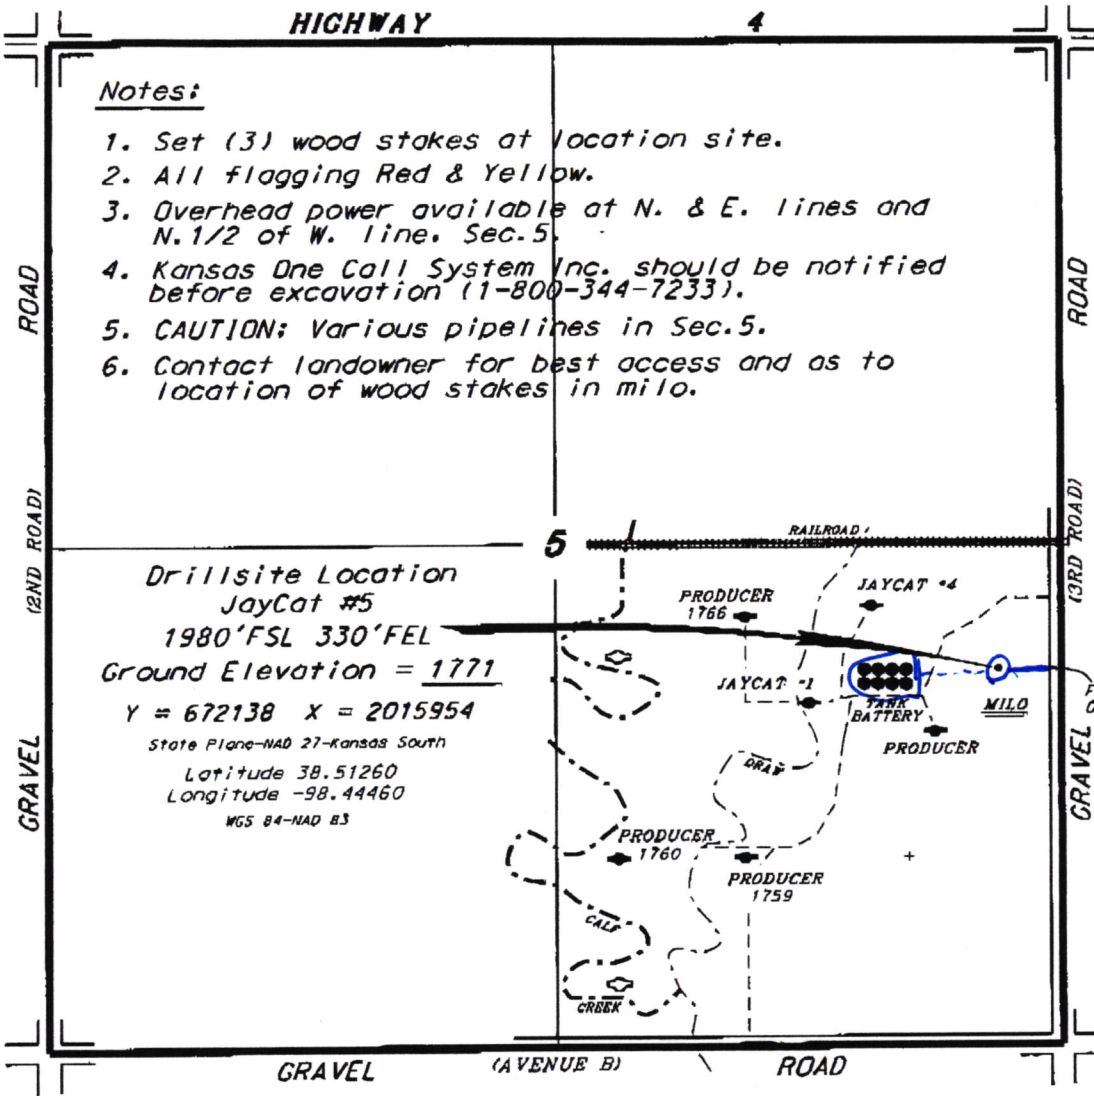 HIGHWAY 4
Notes:
1. Set (3) wood stakes at location site.
2. All flagging Red & Yellow.
3. Overhead power available at N. & E. lines and
N.1/2 of W. line. Sec.5.
4. Kansas One Call System Inc. should be notified
before excavation (1-800-344-7233).
5. CAUTION: Various pipelines in Sec.5.
6. Contact landowner for best access and as to
location of wood stakes in milo.
ROAD
(2ND ROAD)
GRAVEL
ROAD
(3RD ROAD)
GRAVEL
5
RAILROAD
Drillsite Location
JayCat #5
1980'FSL 330'FEL
Ground Elevation = 1771
Y = 672138 X = 2015954
State Plane-NAD 27-Kansas South
Latitude 38.51260
Longitude -98.44460
WGS 84-NAD 83
PRODUCER
1766
JAYCAT #4
JAYCAT #1
TANK
BATTERY
MILO
PRODUCER
DRAW
PRODUCER
1760
PRODUCER
1759
CALF
CREEK
GRAVEL (AVENUE B) ROAD